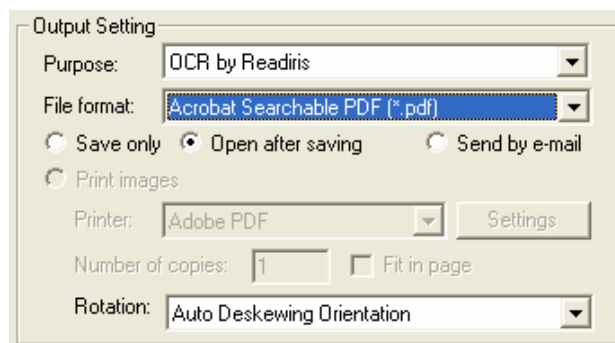 Output Setting
Purpose: OCR by Readiris
File format: Acrobat Searchable PDF (*.pdf)
Save only Open after saving Send by e-mail
Print images
Printer: Adobe PDF Settings
Number of copies: 1 Fit in page
Rotation: Auto Deskewing Orientation